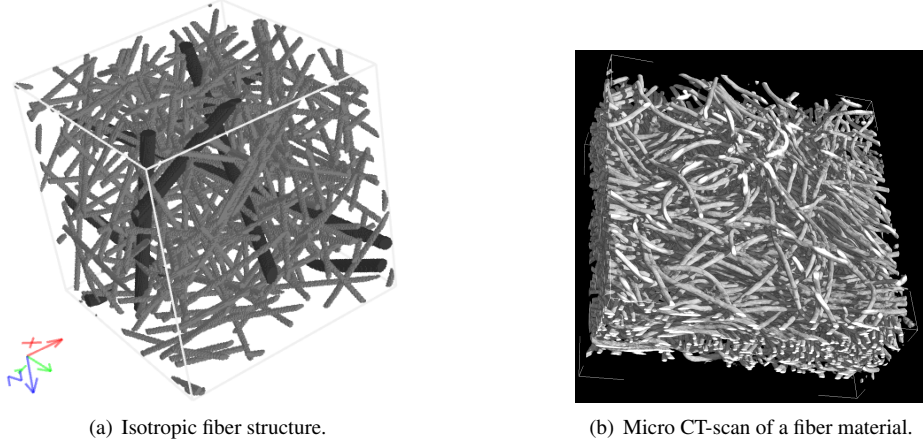 X
Z
(a) Isotropic fiber structure.
(b) Micro CT-scan of a fiber material.